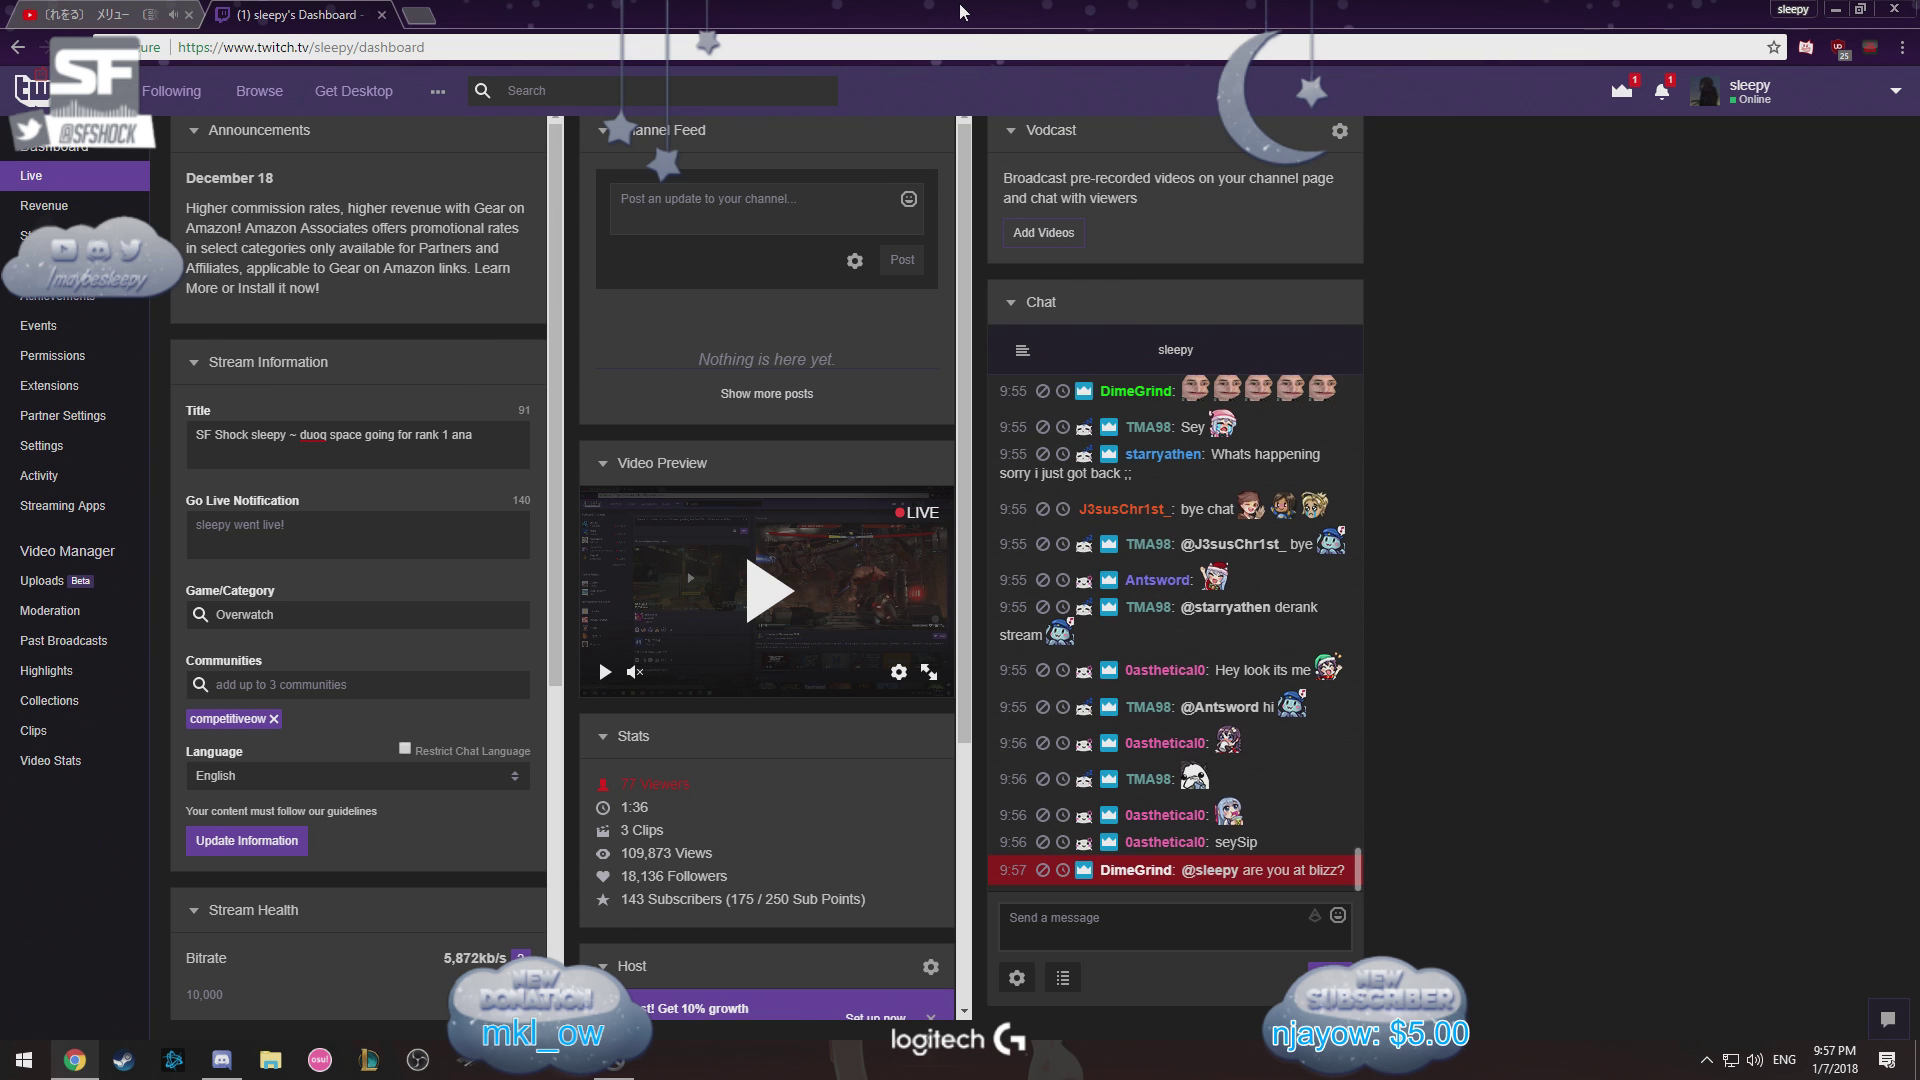 〔れをる〕 メリュー
(1) sleepy's Dashboard -
sleepy
https://www.twitch.tv/sleepy/dashboard
25
SF
@SFSHOCK
Following
Browse
Get Desktop
Search
1
1
sleepy
Online
Dashboard
Live
Revenue
/maybesleepy
Achievements
Events
Permissions
Extensions
Partner Settings
Settings
Activity
Streaming Apps
Video Manager
Uploads Beta
Moderation
Past Broadcasts
Highlights
Collections
Clips
Video Stats
Announcements
December 18
Higher commission rates, higher revenue with Gear on
Amazon! Amazon Associates offers promotional rates
in select categories only available for Partners and
Affiliates, applicable to Gear on Amazon links. Learn
More or Install it now!
Stream Information
Title 91
SF Shock sleepy ~ duoq space going for rank 1 ana
Go Live Notification 140
sleepy went live!
Game/Category
Overwatch
Communities
add up to 3 communities
competitiveow
Language
Restrict Chat Language
English
Your content must follow our guidelines
Update Information
Stream Health
Bitrate 5,872kb/s
10,000
Channel Feed
Post an update to your channel...
Post
Nothing is here yet.
Show more posts
Video Preview
LIVE
Stats
77 Viewers
1:36
3 Clips
109,873 Views
18,136 Followers
143 Subscribers (175 / 250 Sub Points)
Host
st! Get 10% growth
Set up now
Vodcast
Broadcast pre-recorded videos on your channel page
and chat with viewers
Add Videos
Chat
sleepy
9:55 DimeGrind:
9:55 TMA98: Sey
9:55 starryathen: Whats happening
sorry i just got back ;;
9:55 J3susChr1st_: bye chat
9:55 TMA98: @J3susChr1st_ bye
9:55 Antsword:
9:55 TMA98: @starryathen derank
stream
9:55 0asthetical0: Hey look its me
9:55 TMA98: @Antsword hi
9:56 0asthetical0:
9:56 TMA98:
9:56 0asthetical0:
9:56 0asthetical0: seySip
9:57 DimeGrind: @sleepy are you at blizz?
Send a message
NEW
DONATION
mkl_ow
logitech G
NEW
SUBSCRIBER
njayow: $5.00
osu!
ENG
9:57 PM
1/7/2018